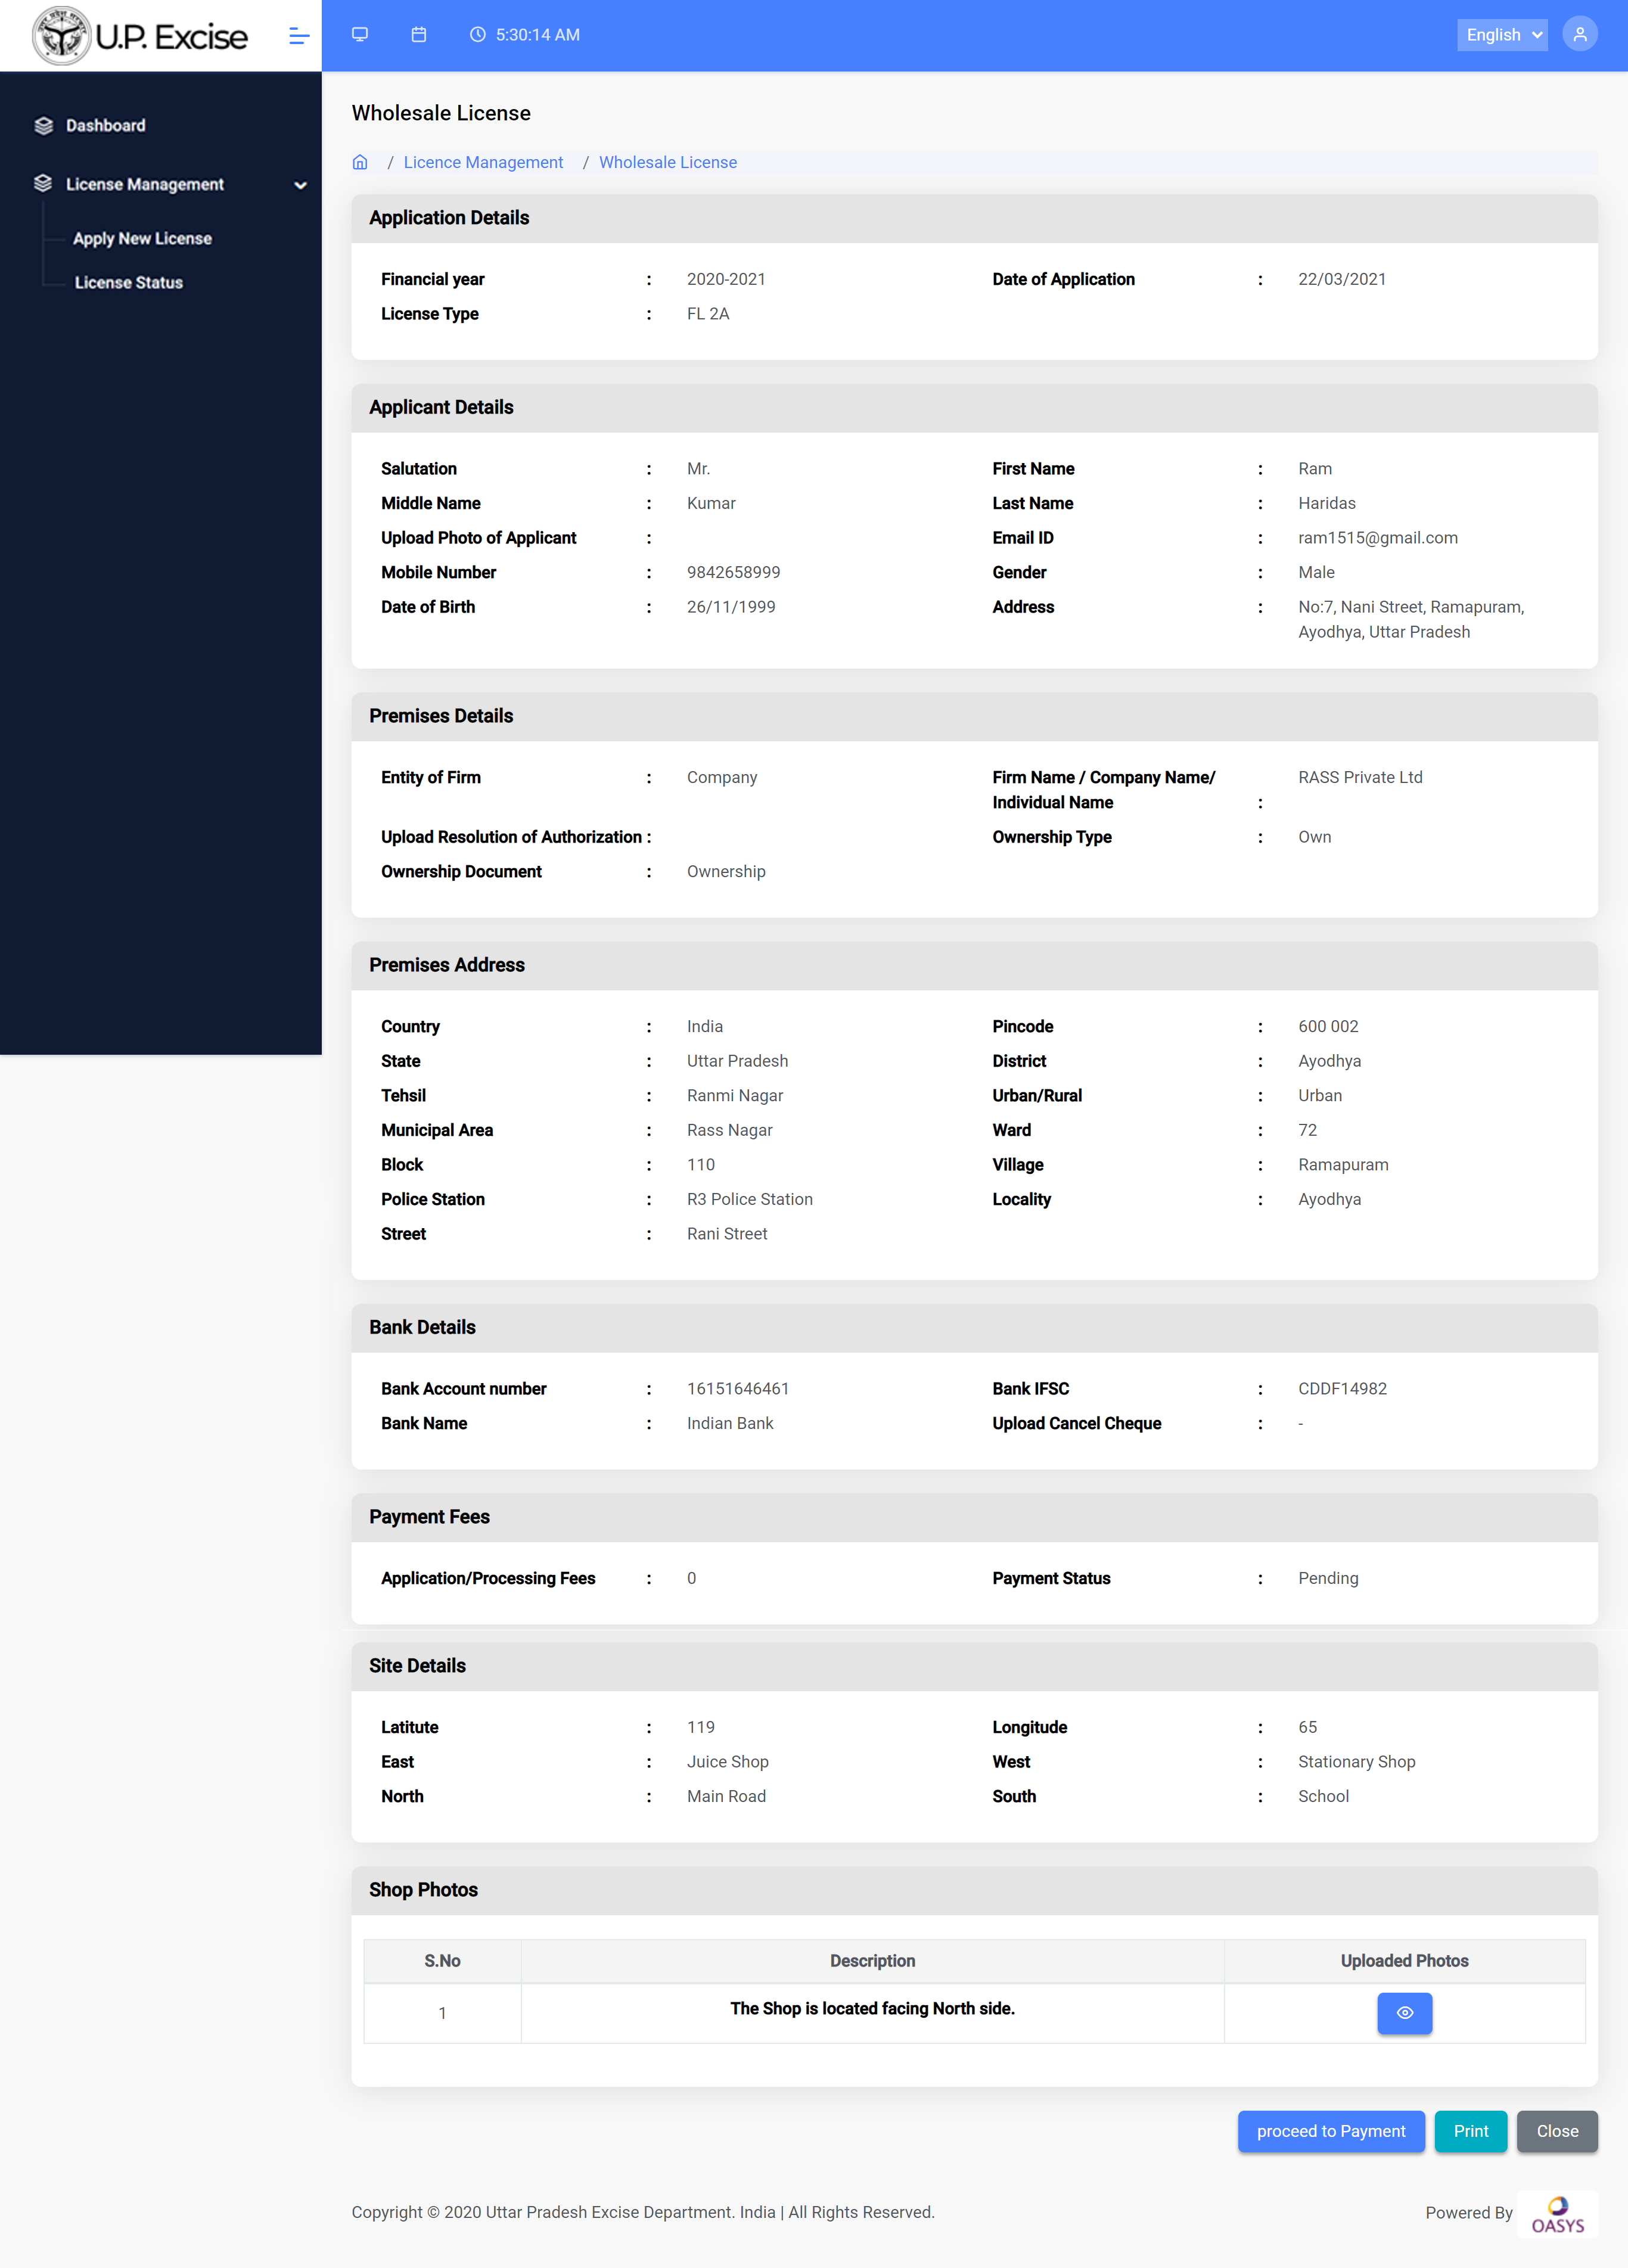 U.P. Excise
5:30:14 AM
English
Dashboard
License Management
Apply New License
License Status
Wholesale License
/ Licence Management / Wholesale License
Application Details
Financial year : 2020-2021 Date of Application : 22/03/2021
License Type : FL 2A
Applicant Details
Salutation : Mr. First Name : Ram
Middle Name : Kumar Last Name : Haridas
Upload Photo of Applicant : Email ID : ram1515@gmail.com
Mobile Number : 9842658999 Gender : Male
Date of Birth : 26/11/1999 Address : No:7, Nani Street, Ramapuram,
Ayodhya, Uttar Pradesh
Premises Details
Entity of Firm : Company Firm Name / Company Name/ RASS Private Ltd
Individual Name :
Upload Resolution of Authorization : Ownership Type : Own
Ownership Document : Ownership
Premises Address
Country : India Pincode : 600 002
State : Uttar Pradesh District : Ayodhya
Tehsil : Ranmi Nagar Urban/Rural : Urban
Municipal Area : Rass Nagar Ward : 72
Block : 110 Village : Ramapuram
Police Station : R3 Police Station Locality : Ayodhya
Street : Rani Street
Bank Details
Bank Account number : 16151646461 Bank IFSC : CDDF14982
Bank Name : Indian Bank Upload Cancel Cheque : -
Payment Fees
Application/Processing Fees : 0 Payment Status : Pending
Site Details
Latitute : 119 Longitude : 65
East : Juice Shop West : Stationary Shop
North : Main Road South : School
Shop Photos
S.No Description Uploaded Photos
1 The Shop is located facing North side.
proceed to Payment Print Close
Copyright © 2020 Uttar Pradesh Excise Department. India | All Rights Reserved. Powered By OASYS